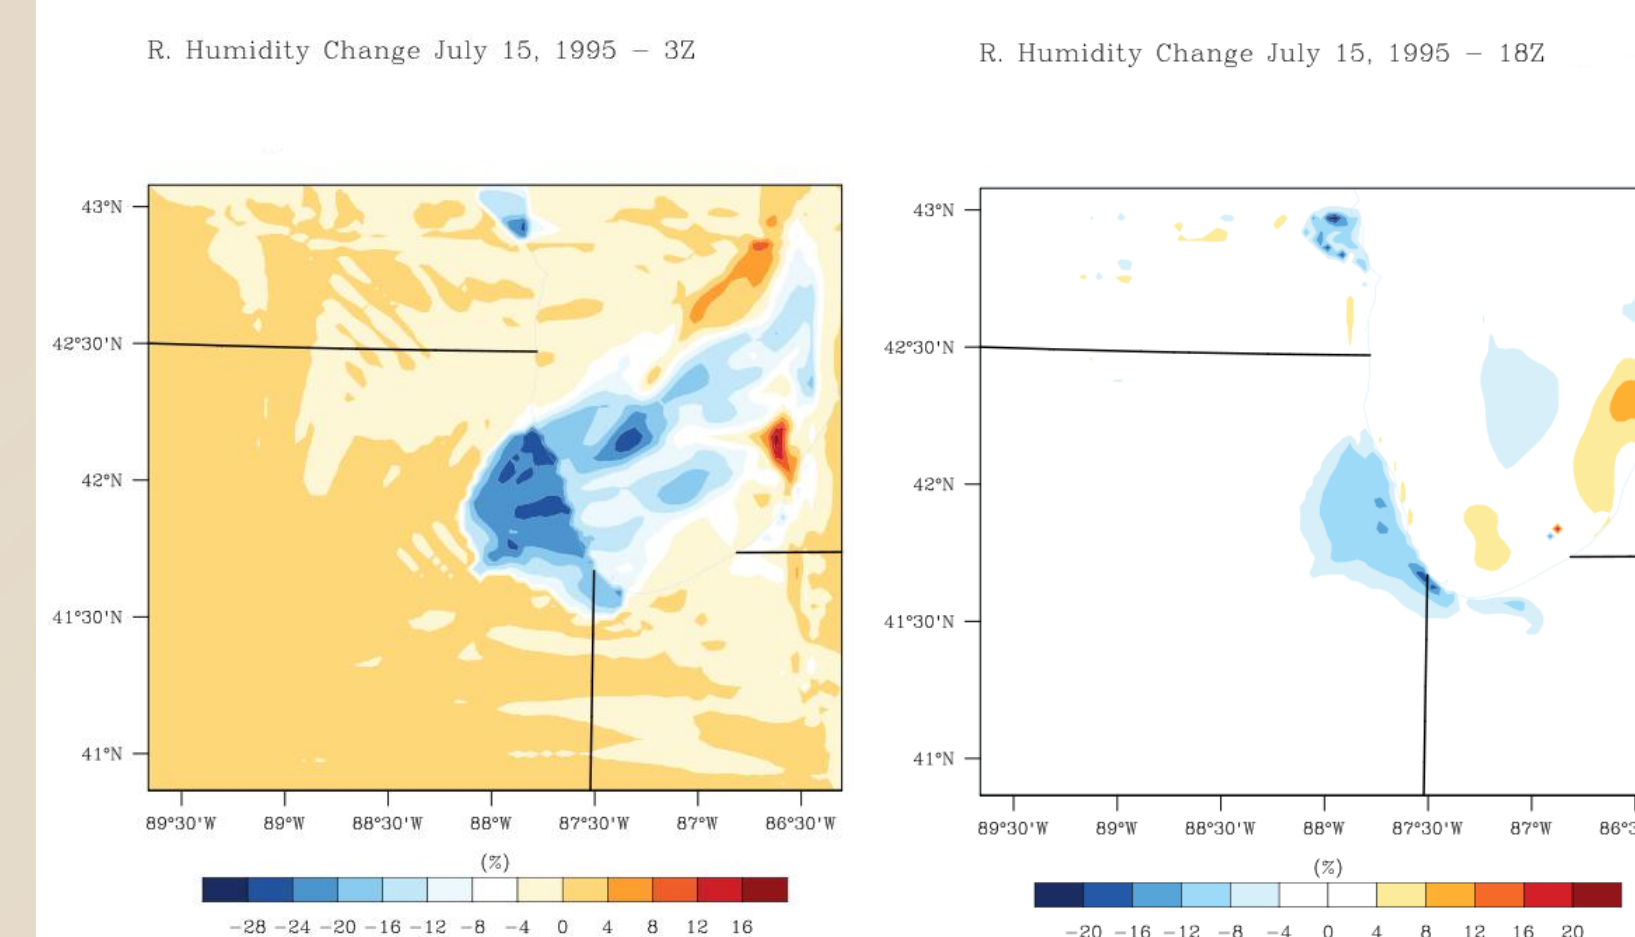 R. Humidity Change July 15, 1995 – 3Z
43°N
42°30'N
42°N
41°30'N
41°N
89°30'W 89°W 88°30'W 88°W 87°30'W 87°W 86°30'W
(%)
−28 −24 −20 −16 −12 −8 −4 0 4 8 12 16
R. Humidity Change July 15, 1995 – 18Z
43°N
42°30'N
42°N
41°30'N
41°N
89°30'W 89°W 88°30'W 88°W 87°30'W 87°W 86°3
(%)
−20 −16 −12 −8 −4 0 4 8 12 16 20